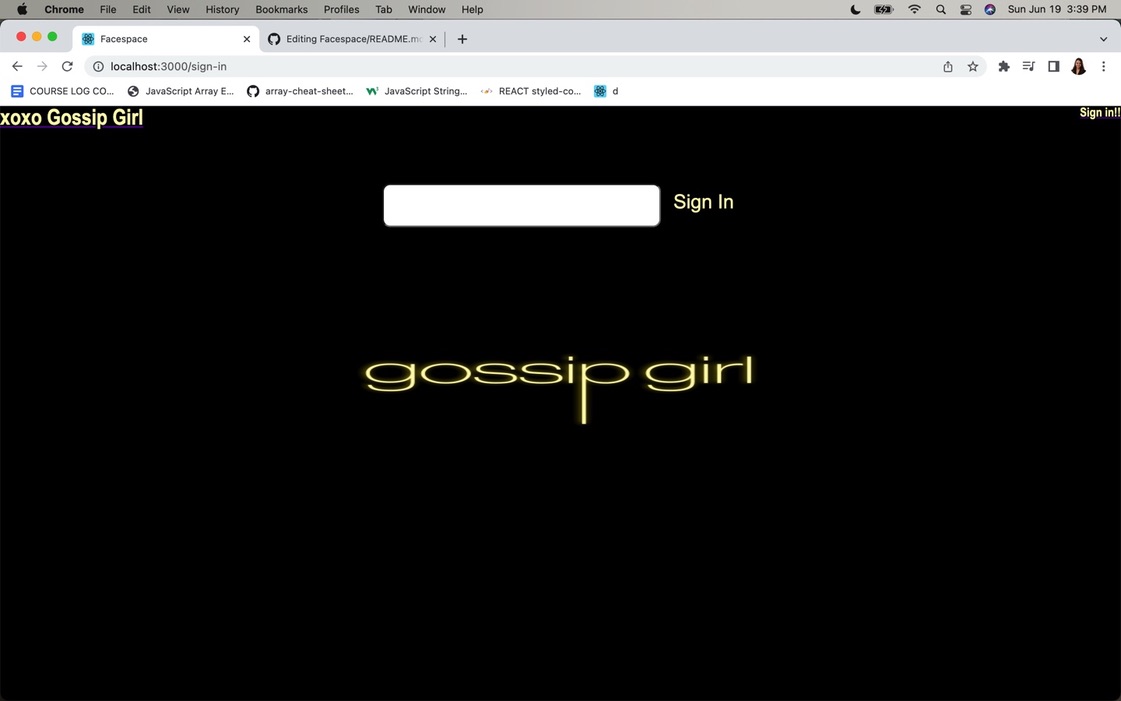 Chrome File Edit View History Bookmarks Profiles Tab Window Help Sun Jun 19 3:39 PM
Facespace Editing Facespace/README.mc
localhost:3000/sign-in
COURSE LOG CO... JavaScript Array E... array-cheat-sheet... JavaScript String... REACT styled-co... d
xoxo Gossip Girl Sign in!!
Sign In
gossip girl